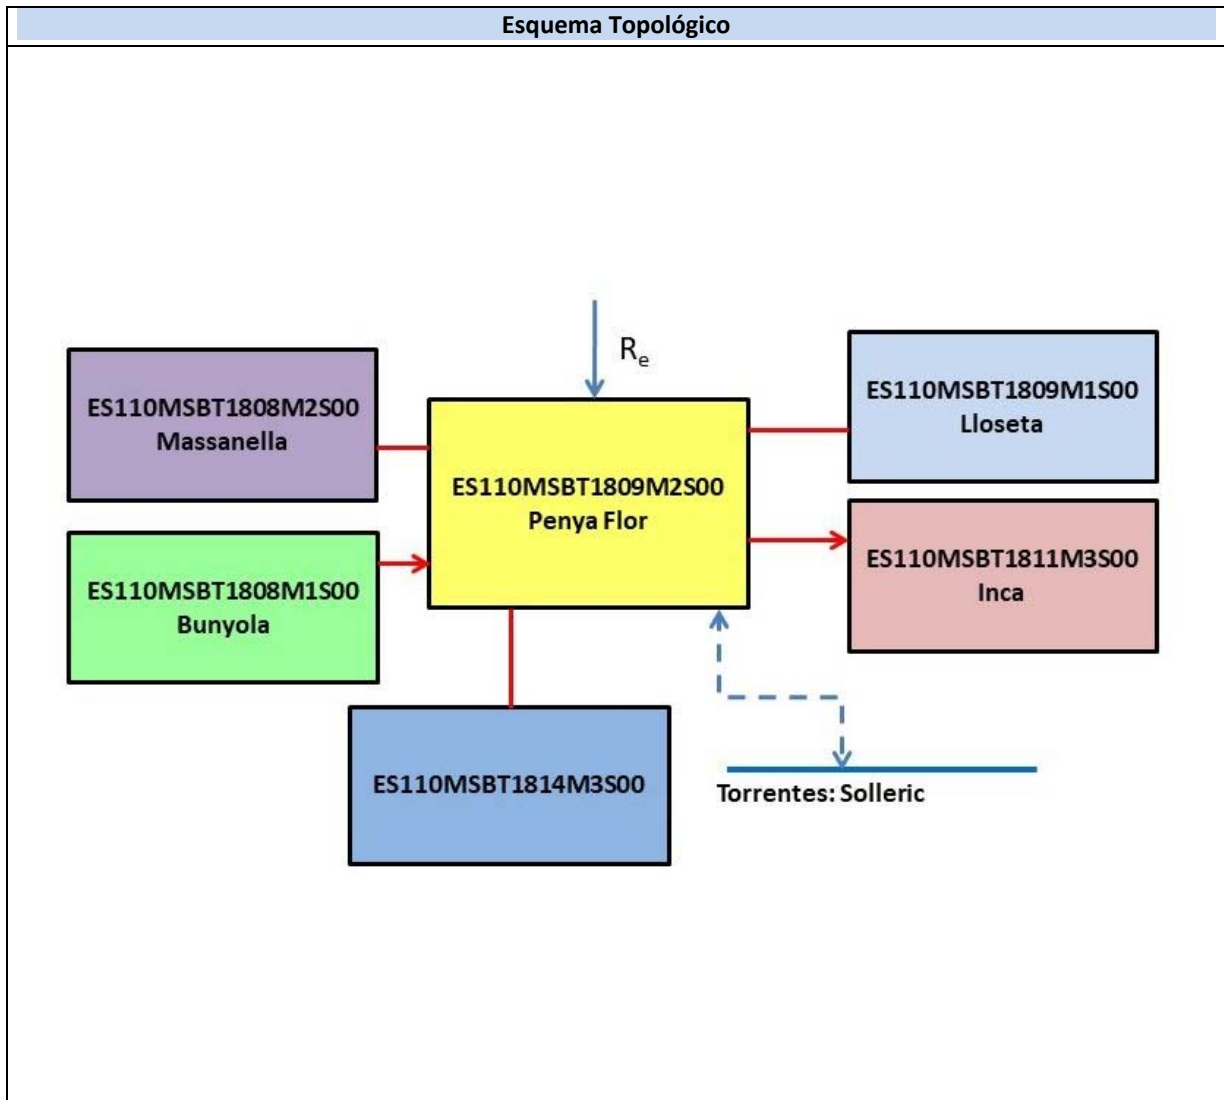 Esquema Topológico
Re
ES110MSBT1808M2S00
Massanella
ES110MSBT1809M1S00
Lloseta
ES110MSBT1809M2S00
Penya Flor
ES110MSBT1808M1S00
Bunyola
ES110MSBT1811M3S00
Inca
ES110MSBT1814M3S00
Torrentes: Solleric